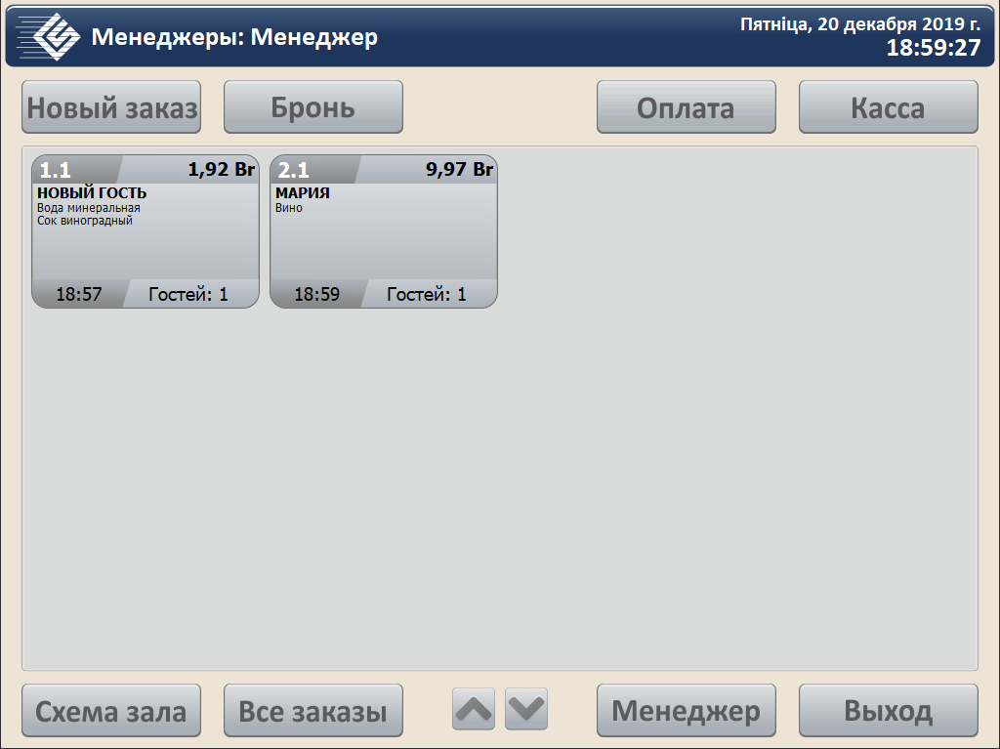 Менеджеры: Менеджер
Пятніца, 20 декабря 2019 г.
18:59:27
Новый заказ
Бронь
Оплата
Касса
1.1
1,92 Br
НОВЫЙ ГОСТЬ
Вода минеральная
Сок виноградный
18:57
Гостей: 1
2.1
9,97 Br
МАРИЯ
Вино
18:59
Гостей: 1
Схема зала
Все заказы
Менеджер
Выход